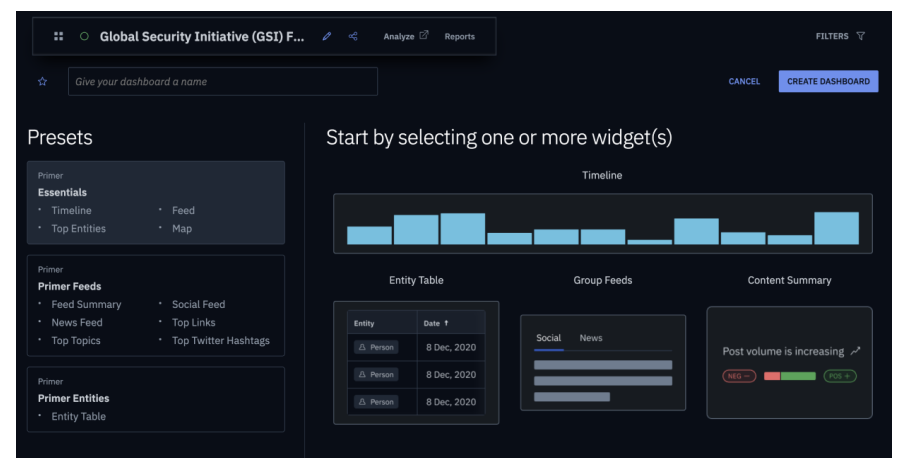 Global Security Initiative (GSI) F...
Analyze
Reports
FILTERS
Give your dashboard a name
CANCEL
CREATE DASHBOARD
Presets
Primer
Essentials
· Timeline
· Feed
· Top Entities
· Map
Primer
Primer Feeds
· Feed Summary
· Social Feed
· News Feed
· Top Links
· Top Topics
· Top Twitter Hashtags
Primer
Primer Entities
· Entity Table
Start by selecting one or more widget(s)
Timeline
Entity Table
Entity Date ↑
Person 8 Dec, 2020
Person 8 Dec, 2020
Person 8 Dec, 2020
Group Feeds
Social News
Content Summary
Post volume is increasing
NEG − POS +